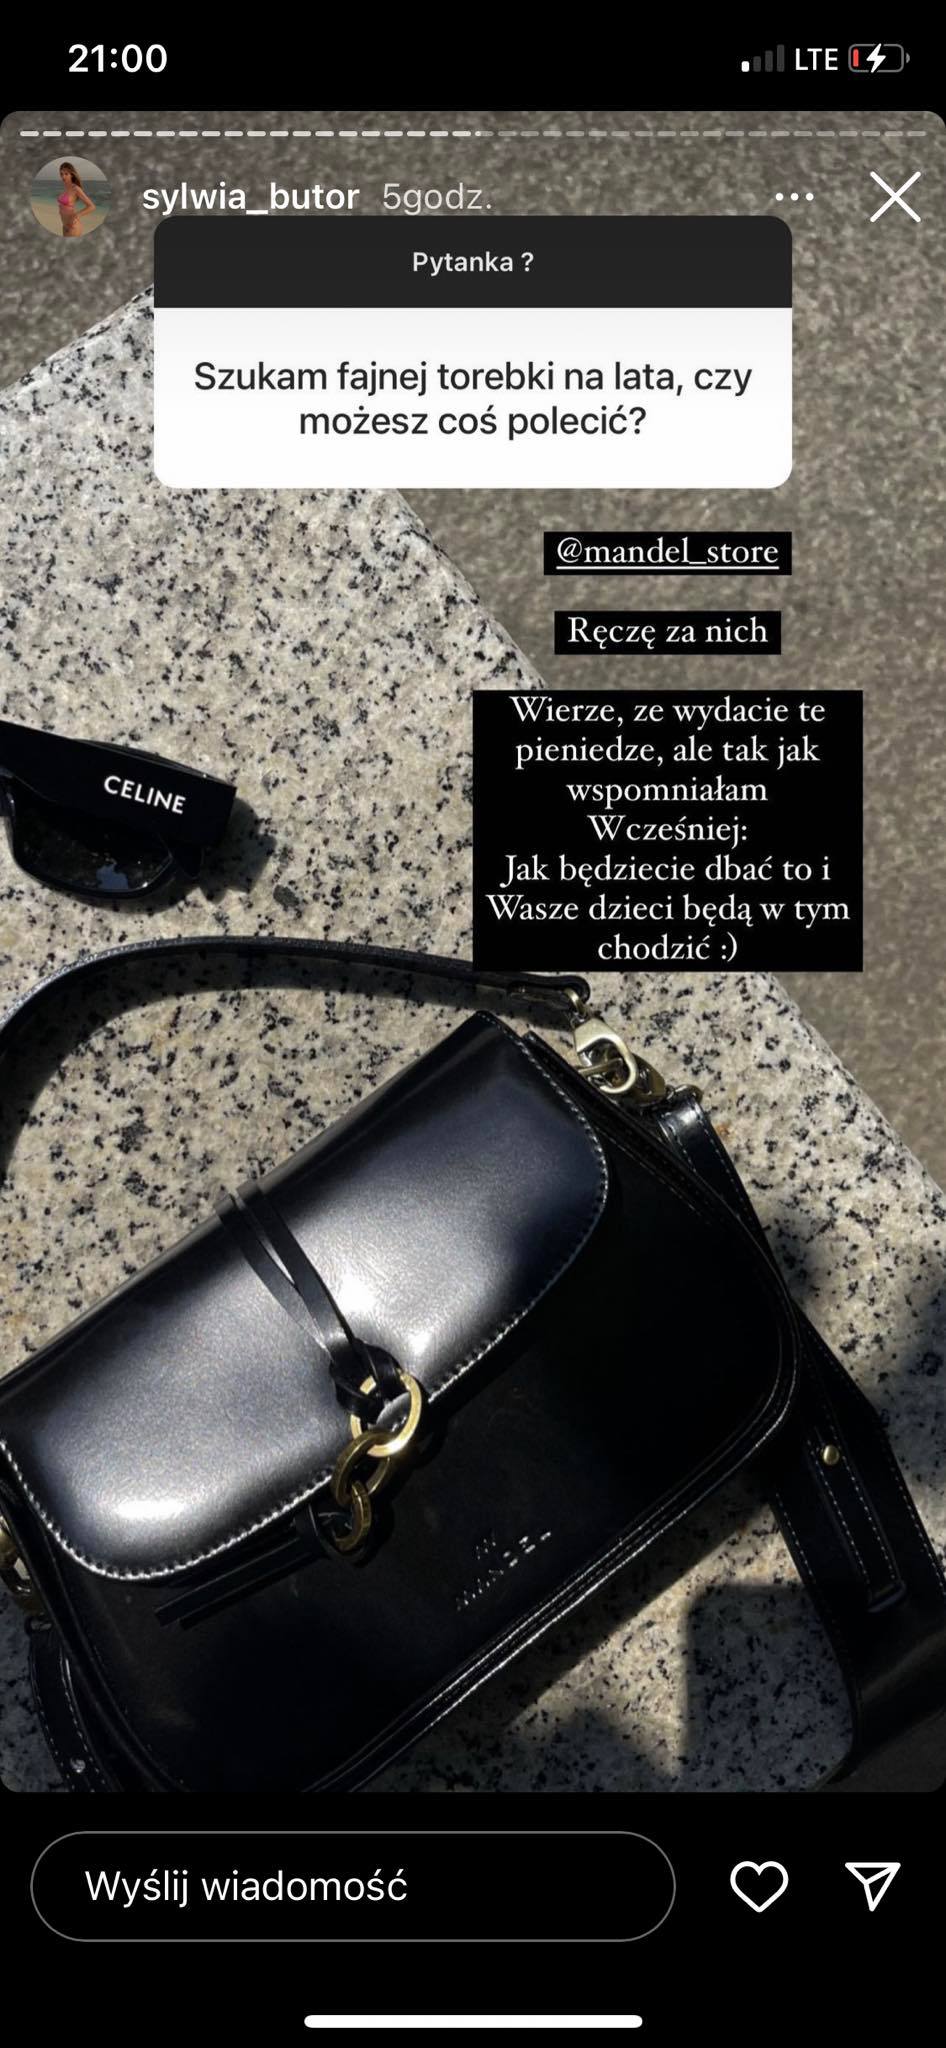 21:00
LTE
sylwia_butor 5godz.
Pytanka ?
Szukam fajnej torebki na lata, czy
możesz coś polecić?
@mandel_store
Ręczę za nich
Wierze, ze wydacie te
pieniedze, ale tak jak
wspomniałam
Wcześniej:
Jak będziecie dbać to i
Wasze dzieci będą w tym
chodzić :)
CELINE
MANDEL
Wyślij wiadomość